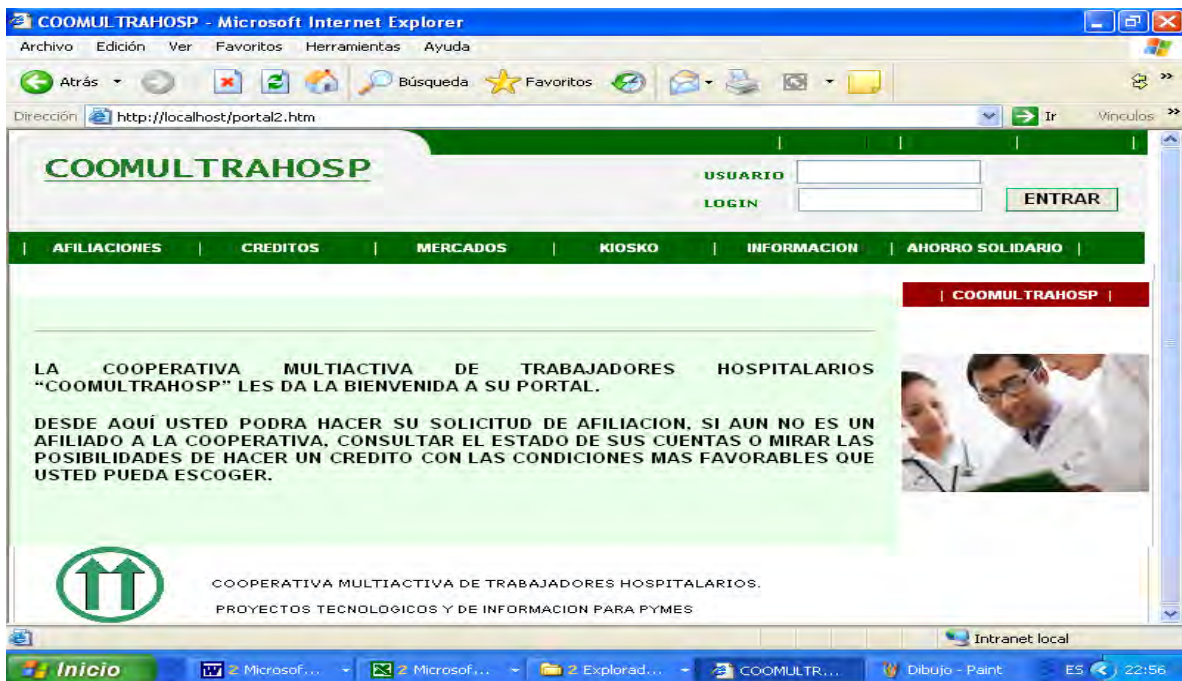 COOMULTRAHOSP - Microsoft Internet Explorer
Archivo Edición Ver Favoritos Herramientas Ayuda
Atrás Búsqueda Favoritos »
Dirección http://localhost/portal2.htm Ir Vínculos »
COOMULTRAHOSP
USUARIO
LOGIN ENTRAR
| AFILIACIONES | CREDITOS | MERCADOS | KIOSKO | INFORMACION | AHORRO SOLIDARIO |
| COOMULTRAHOSP |
LA COOPERATIVA MULTIACTIVA DE TRABAJADORES HOSPITALARIOS
“COOMULTRAHOSP” LES DA LA BIENVENIDA A SU PORTAL.
DESDE AQUÍ USTED PODRA HACER SU SOLICITUD DE AFILIACION, SI AUN NO ES UN
AFILIADO A LA COOPERATIVA, CONSULTAR EL ESTADO DE SUS CUENTAS O MIRAR LAS
POSIBILIDADES DE HACER UN CREDITO CON LAS CONDICIONES MAS FAVORABLES QUE
USTED PUEDA ESCOGER.
COOPERATIVA MULTIACTIVA DE TRABAJADORES HOSPITALARIOS.
PROYECTOS TECNOLOGICOS Y DE INFORMACION PARA PYMES
Intranet local
Inicio 2 Microsof... 2 Microsof... 2 Explorad... COOMULTR... Dibujo - Paint ES 22:56